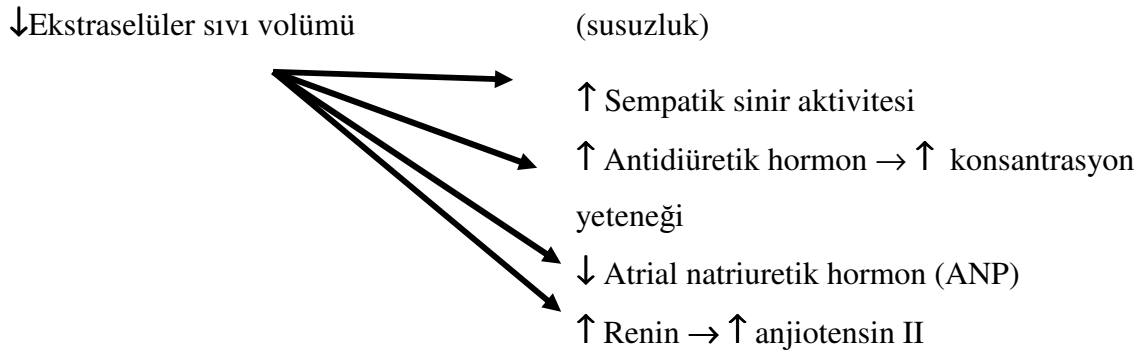 ↓Ekstraselüler sıvı volümü (susuzluk)
↑ Sempatik sinir aktivitesi
↑ Antidiüretik hormon → ↑ konsantrasyon
yeteneği
↓ Atrial natriuretik hormon (ANP)
↑ Renin → ↑ anjiotensin II